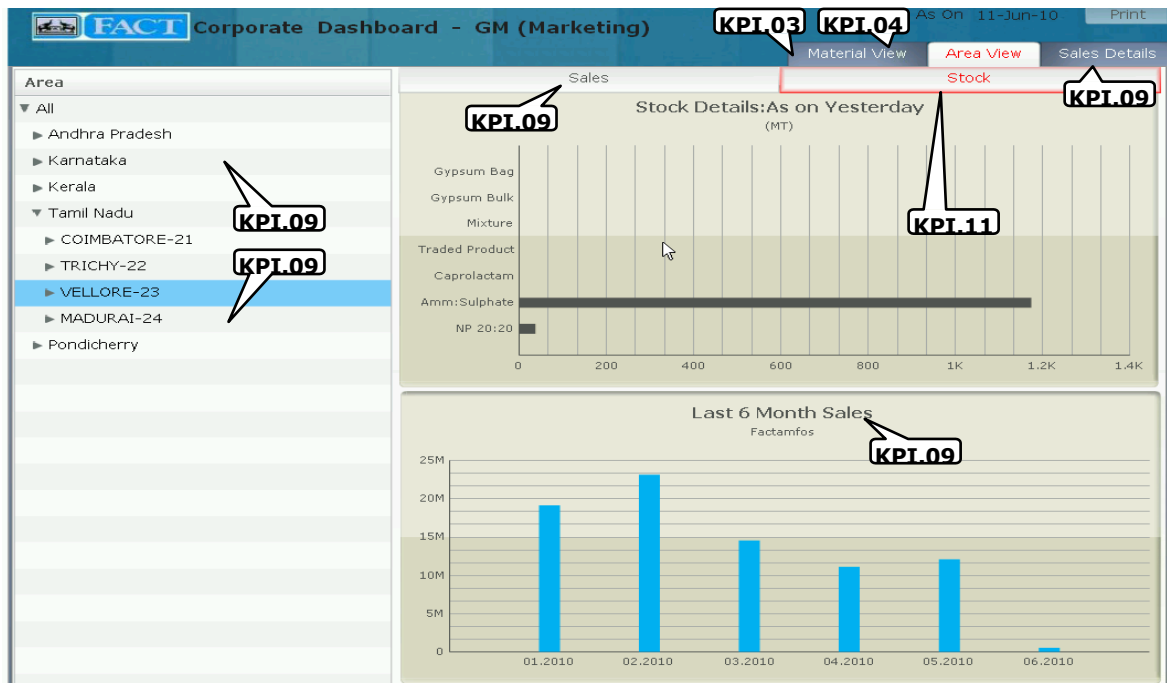 FACT Corporate Dashboard - GM (Marketing)
As On 11-Jun-10 Print
KPI.03 KPI.04
Material View Area View Sales Details
KPI.09
Area
All
Andhra Pradesh
Karnataka
Kerala
Tamil Nadu
COIMBATORE-21
TRICHY-22
VELLORE-23
MADURAI-24
Pondicherry
KPI.09
KPI.09
Sales Stock
KPI.09
KPI.11
Stock Details:As on Yesterday
(MT)
Gypsum Bag
Gypsum Bulk
Mixture
Traded Product
Caprolactam
Amm:Sulphate
NP 20:20
0 200 400 600 800 1K 1.2K 1.4K
Last 6 Month Sales
Factamfos
KPI.09
25M
20M
15M
10M
5M
0
01.2010 02.2010 03.2010 04.2010 05.2010 06.2010